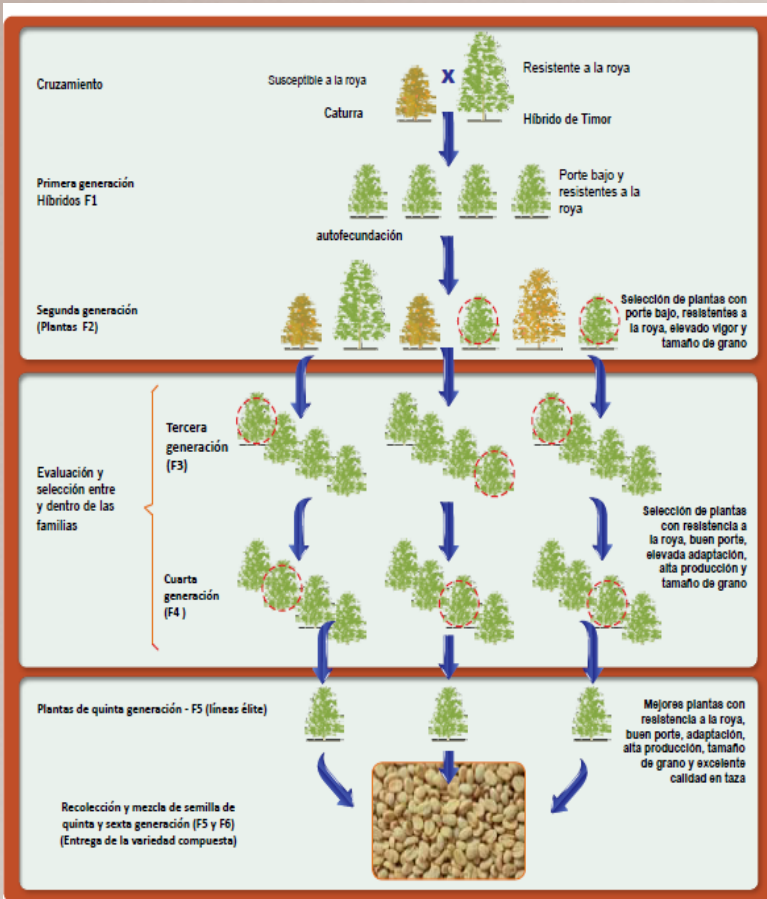 Cruzamiento
Susceptible a la roya
X
Resistente a la roya
Caturra
Híbrido de Timor
Primera generación
Híbridos F1
Porte bajo y
resistentes a la
roya
autofecundación
Segunda generación
(Plantas F2)
Selección de plantas con
porte bajo, resistentes a
la roya, elevado vigor y
tamaño de grano
Tercera
generación
(F3)
Evaluación y
selección entre
y dentro de las
familias
Selección de plantas
con resistencia a
la roya, buen porte,
elevada adaptación,
alta producción y
tamaño de grano
Cuarta
generación
(F4 )
Plantas de quinta generación - F5 (líneas élite)
Mejores plantas con
resistencia a la roya,
buen porte, adaptación,
alta producción, tamaño
de grano y excelente
calidad en taza
Recolección y mezcla de semilla de
quinta y sexta generación (F5 y F6)
(Entrega de la variedad compuesta)